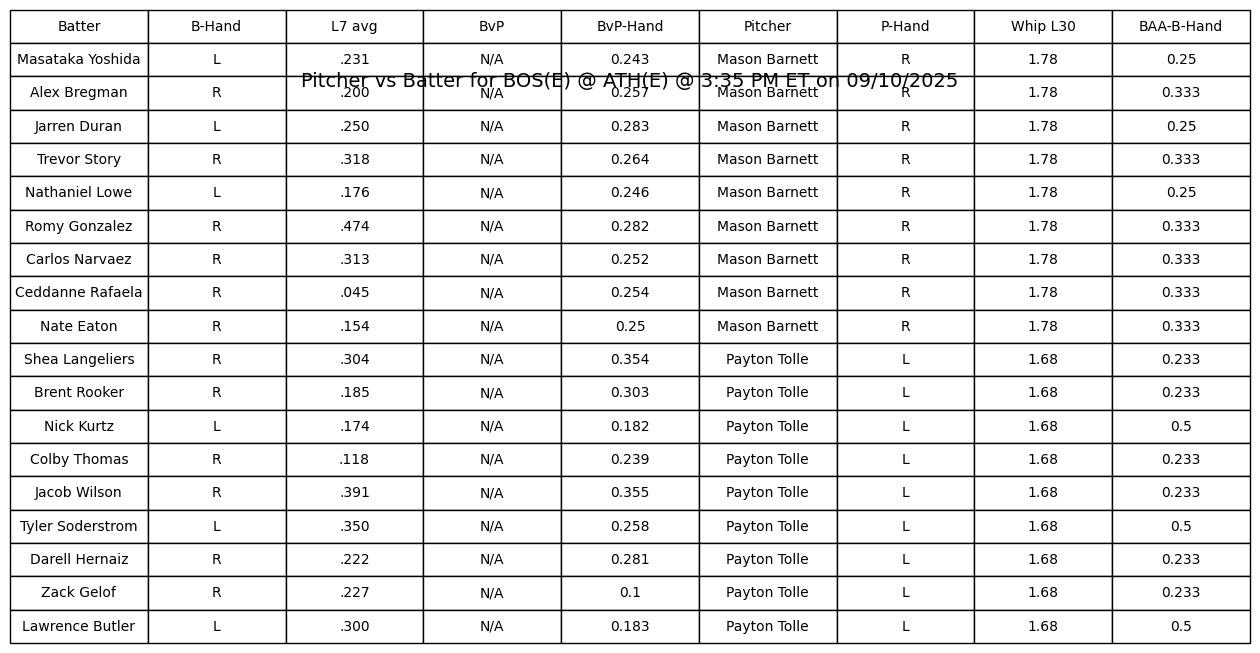 Batter B-Hand L7 avg BvP BvP-Hand Pitcher P-Hand Whip L30 BAA-B-Hand
Masataka Yoshida L .231 N/A 0.243 Mason Barnett R 1.78 0.25
Pitcher vs Batter for BOS(E) @ ATH(E) @ 3:35 PM ET on 09/10/2025
Alex Bregman R .200 N/A 0.257 Mason Barnett R 1.78 0.333
Jarren Duran L .250 N/A 0.283 Mason Barnett R 1.78 0.25
Trevor Story R .318 N/A 0.264 Mason Barnett R 1.78 0.333
Nathaniel Lowe L .176 N/A 0.246 Mason Barnett R 1.78 0.25
Romy Gonzalez R .474 N/A 0.282 Mason Barnett R 1.78 0.333
Carlos Narvaez R .313 N/A 0.252 Mason Barnett R 1.78 0.333
Ceddanne Rafaela R .045 N/A 0.254 Mason Barnett R 1.78 0.333
Nate Eaton R .154 N/A 0.25 Mason Barnett R 1.78 0.333
Shea Langeliers R .304 N/A 0.354 Payton Tolle L 1.68 0.233
Brent Rooker R .185 N/A 0.303 Payton Tolle L 1.68 0.233
Nick Kurtz L .174 N/A 0.182 Payton Tolle L 1.68 0.5
Colby Thomas R .118 N/A 0.239 Payton Tolle L 1.68 0.233
Jacob Wilson R .391 N/A 0.355 Payton Tolle L 1.68 0.233
Tyler Soderstrom L .350 N/A 0.258 Payton Tolle L 1.68 0.5
Darell Hernaiz R .222 N/A 0.281 Payton Tolle L 1.68 0.233
Zack Gelof R .227 N/A 0.1 Payton Tolle L 1.68 0.233
Lawrence Butler L .300 N/A 0.183 Payton Tolle L 1.68 0.5